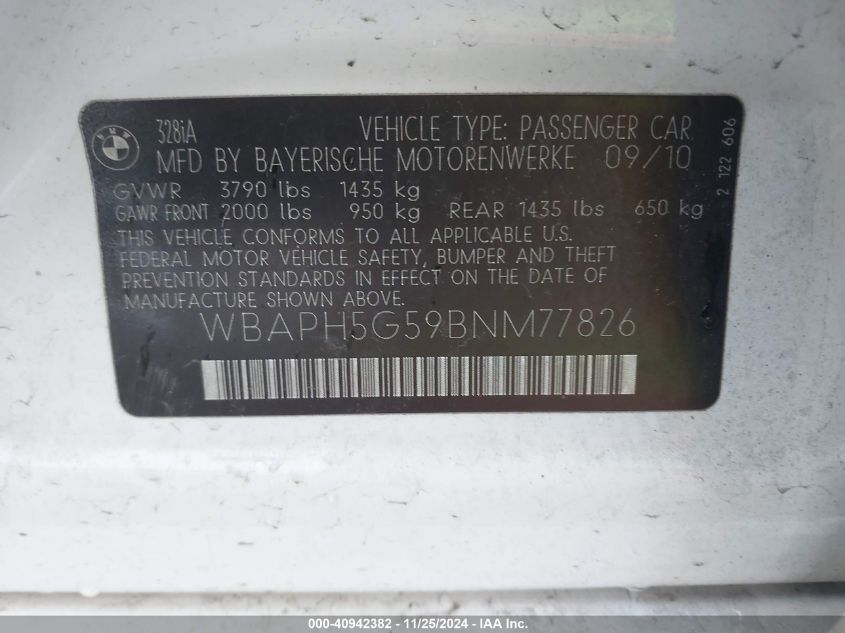 BMW
328iA VEHICLE TYPE: PASSENGER CAR
MFD BY BAYERISCHE MOTORENWERKE 09/10
GVWR 3790 lbs 1435 kg
GAWR FRONT 2000 lbs 950 kg REAR 1435 lbs 650 kg
THIS VEHICLE CONFORMS TO ALL APPLICABLE U.S.
FEDERAL MOTOR VEHICLE SAFETY, BUMPER AND THEFT
PREVENTION STANDARDS IN EFFECT ON THE DATE OF
MANUFACTURE SHOWN ABOVE.
WBAPH5G59BNM77826
2 122 606
000-40942382 - 11/25/2024 - IAA Inc.